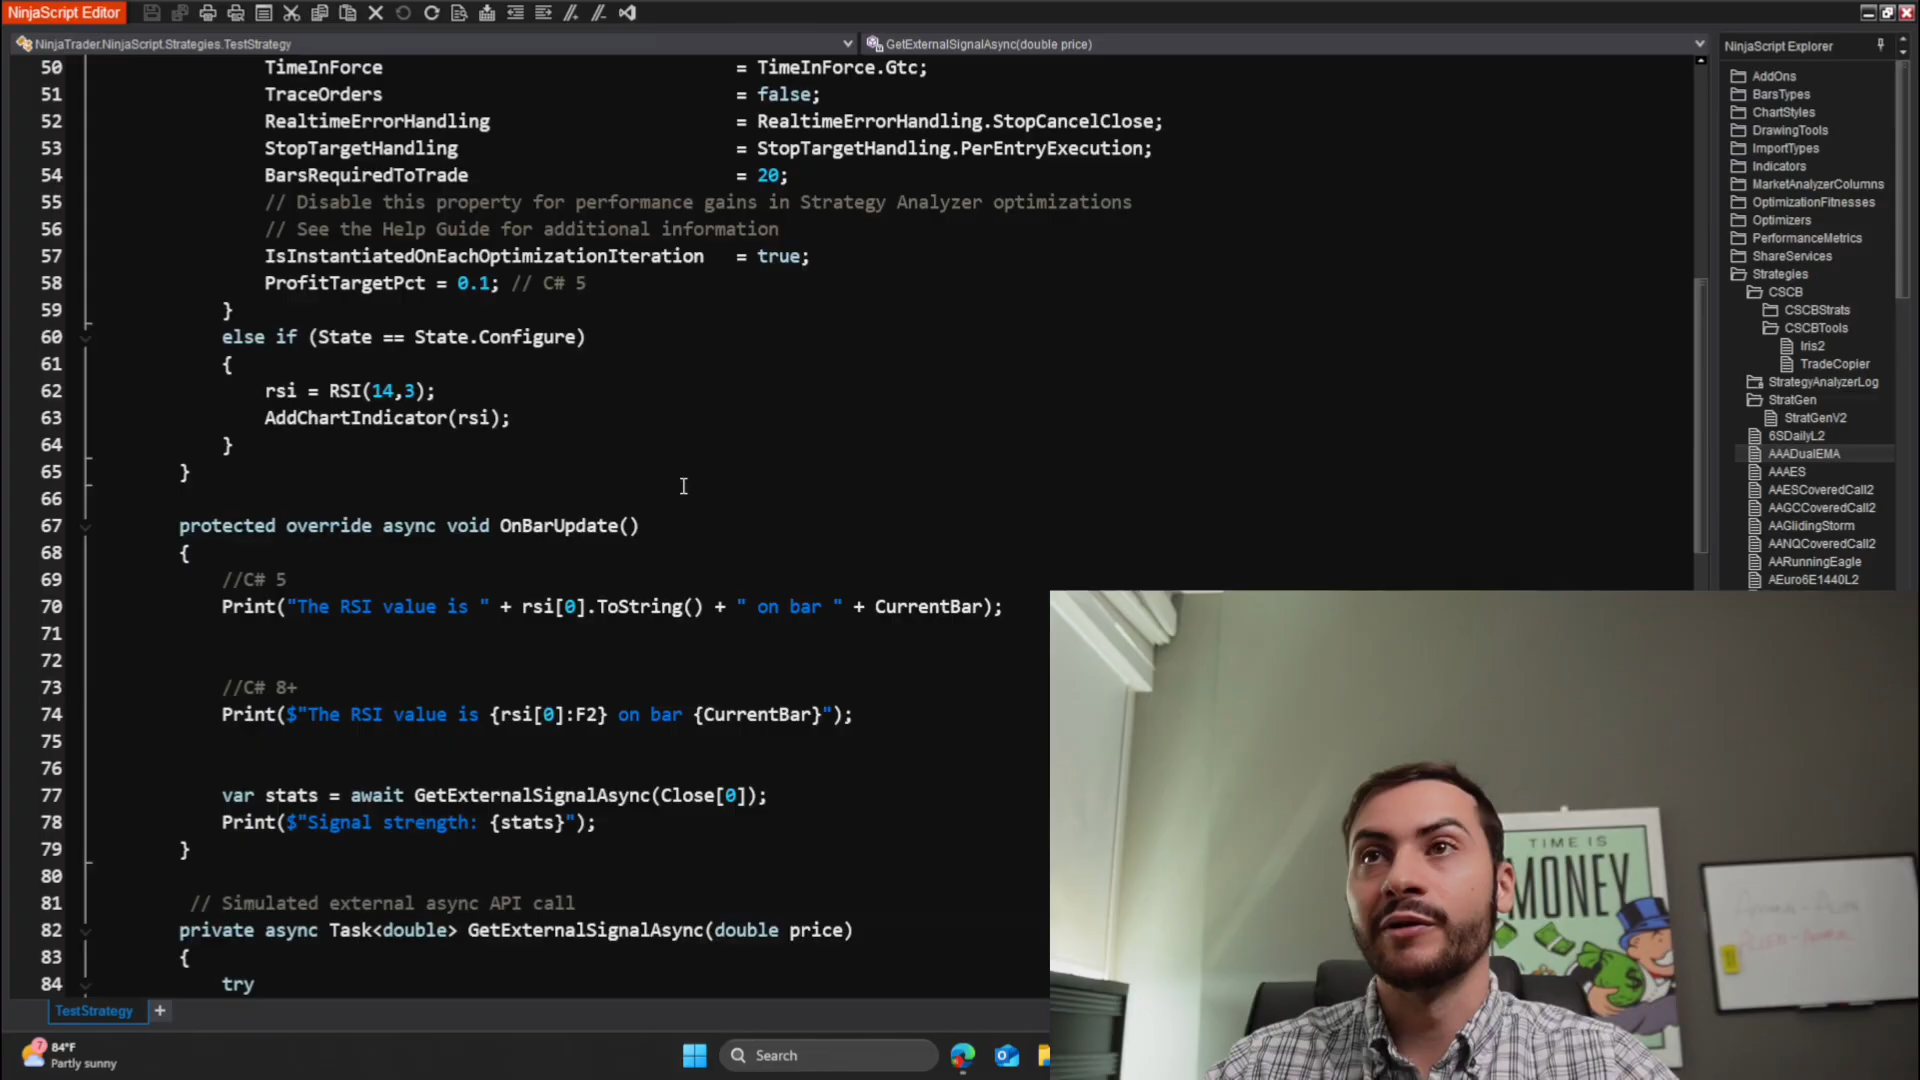 NinjaScript Editor
NinjaTrader.NinjaScript.Strategies.TestStrategy
GetExternalSignalAsync(double price)
NinjaScript Explorer
50 TimeInForce = TimeInForce.Gtc;
51 TraceOrders = false;
52 RealtimeErrorHandling = RealtimeErrorHandling.StopCancelClose;
53 StopTargetHandling = StopTargetHandling.PerEntryExecution;
54 BarsRequiredToTrade = 20;
55 // Disable this property for performance gains in Strategy Analyzer optimizations
56 // See the Help Guide for additional information
57 IsInstantiatedOnEachOptimizationIteration = true;
58 ProfitTargetPct = 0.1; // C# 5
59 }
60 else if (State == State.Configure)
61 {
62 rsi = RSI(14,3);
63 AddChartIndicator(rsi);
64 }
65 }
66
67 protected override async void OnBarUpdate()
68 {
69 //C# 5
70 Print("The RSI value is " + rsi[0].ToString() + " on bar " + CurrentBar);
71
72
73 //C# 8+
74 Print($"The RSI value is {rsi[0]:F2} on bar {CurrentBar}");
75
76
77 var stats = await GetExternalSignalAsync(Close[0]);
78 Print($"Signal strength: {stats}");
79 }
80
81 // Simulated external async API call
82 private async Task<double> GetExternalSignalAsync(double price)
83 {
84 try
AddOns
BarsTypes
ChartStyles
DrawingTools
ImportTypes
Indicators
MarketAnalyzerColumns
OptimizationFitnesses
Optimizers
PerformanceMetrics
ShareServices
Strategies
CSCB
CSCBStrats
CSCBTools
Iris2
TradeCopier
StrategyAnalyzerLog
StratGen
StratGenV2
6SDailyL2
AAADualEMA
AAAES
AAESCoveredCall2
AAGCCoveredCall2
AAGlidingStorm
AANQCoveredCall2
AARunningEagle
AEuro6E1440L2
TIME IS
MONEY
TestStrategy +
7
84°F
Partly sunny
Search